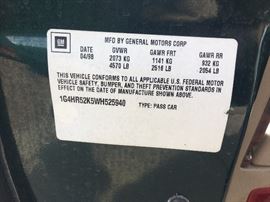 GM
MFD BY GENERAL MOTORS CORP
DATE GVWR GAWR FRT GAWR RR
04/98 2073 KG 1141 KG 932 KG
4570 LB 2516 LB 2054 LB
THIS VEHICLE CONFORMS TO ALL APPLICABLE U.S. FEDERAL MOTOR
VEHICLE SAFETY, BUMPER, AND THEFT PREVENTION STANDARDS IN
EFFECT ON THE DATE OF MANUFACTURE SHOWN ABOVE.
1G4HR52K5WH525940 TYPE: PASS CAR